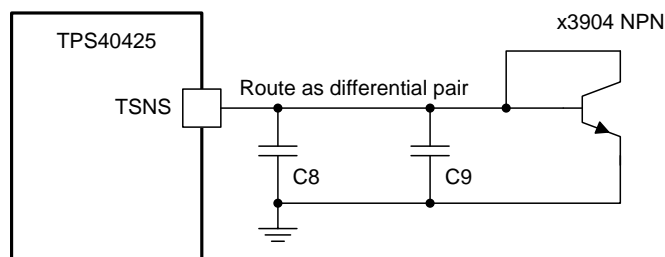 x3904 NPN
TPS40425
Route as differential pair
TSNS
C8
C9